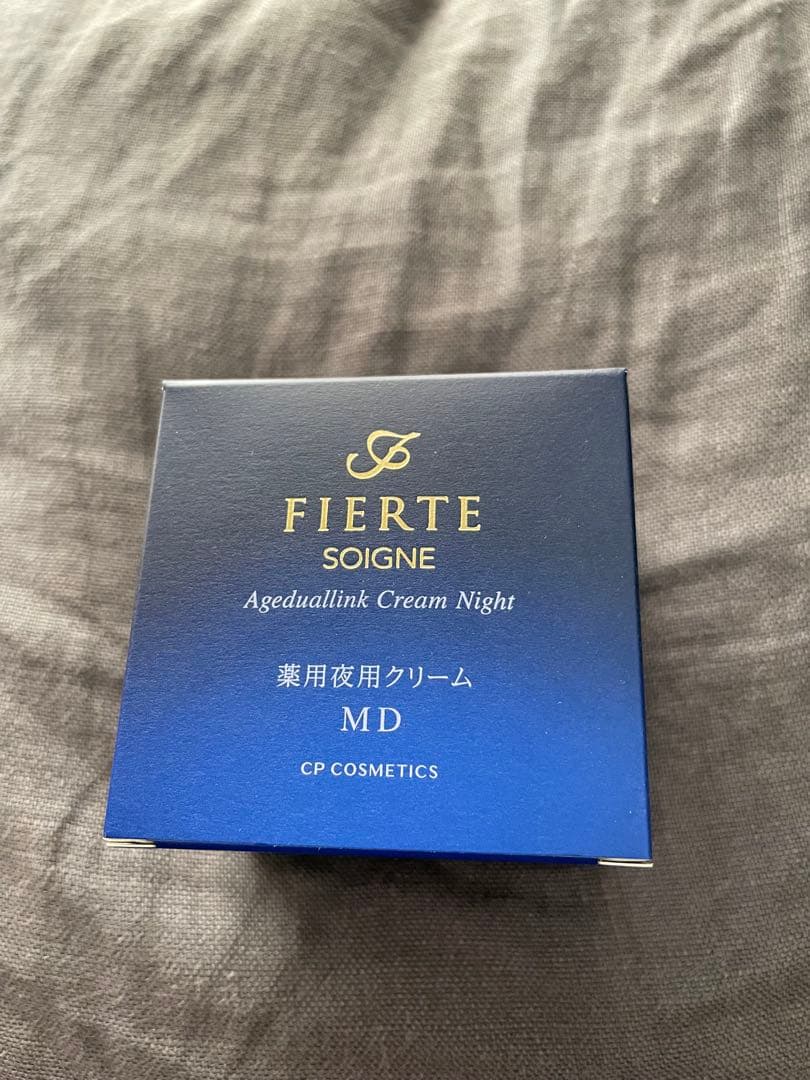 FIERTE
SOIGNE
Ageduallink Cream Night
薬用夜用クリーム
MD
CP COSMETICS